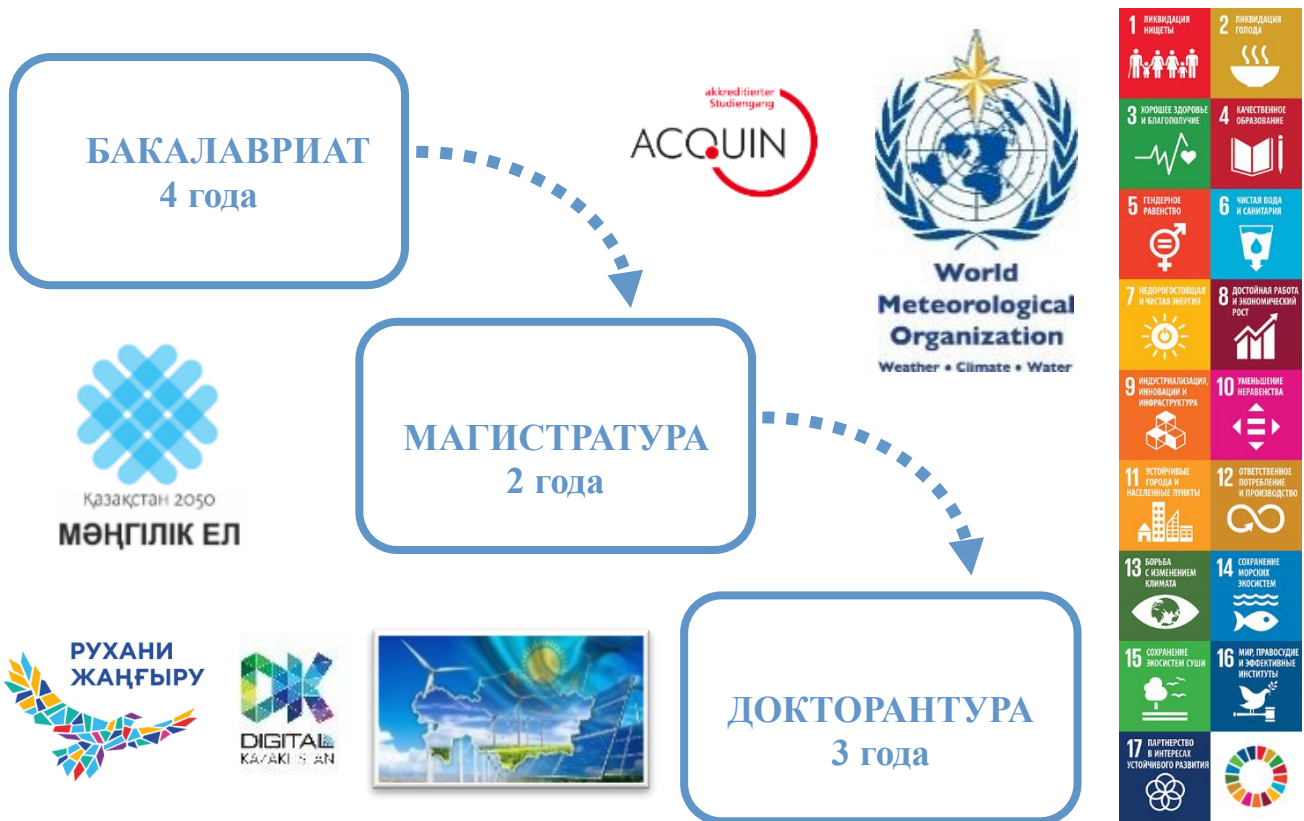 БАКАЛАВРИАТ
4 года
akkreditierter
Studiengang
ACQUIN
World
Meteorological
Organization
Weather • Climate • Water
МАГИСТРАТУРА
2 года
Қазақстан 2050
МӘҢГІЛІК ЕЛ
РУХАНИ
ЖАҢҒЫРУ
DK
DIGITAL
KAZAKHSTAN
ДОКТОРАНТУРА
3 года
1 ЛИКВИДАЦИЯ
НИЩЕТЫ
2 ЛИКВИДАЦИЯ
ГОЛОДА
3 ХОРОШЕЕ ЗДОРОВЬЕ
И БЛАГОПОЛУЧИЕ
4 КАЧЕСТВЕННОЕ
ОБРАЗОВАНИЕ
5 ГЕНДЕРНОЕ
РАВЕНСТВО
6 ЧИСТАЯ ВОДА
И САНИТАРИЯ
7 НЕДОРОГОСТОЯЩАЯ
И ЧИСТАЯ ЭНЕРГИЯ
8 ДОСТОЙНАЯ РАБОТА
И ЭКОНОМИЧЕСКИЙ
РОСТ
9 ИНДУСТРИАЛИЗАЦИЯ,
ИННОВАЦИИ И
ИНФРАСТРУКТУРА
10 УМЕНЬШЕНИЕ
НЕРАВЕНСТВА
11 УСТОЙЧИВЫЕ
ГОРОДА И
НАСЕЛЕННЫЕ ПУНКТЫ
12 ОТВЕТСТВЕННОЕ
ПОТРЕБЛЕНИЕ
И ПРОИЗВОДСТВО
13 БОРЬБА
С ИЗМЕНЕНИЕМ
КЛИМАТА
14 СОХРАНЕНИЕ
МОРСКИХ
ЭКОСИСТЕМ
15 СОХРАНЕНИЕ
ЭКОСИСТЕМ СУШИ
16 МИР, ПРАВОСУДИЕ
И ЭФФЕКТИВНЫЕ
ИНСТИТУТЫ
17 ПАРТНЕРСТВО
В ИНТЕРЕСАХ
УСТОЙЧИВОГО РАЗВИТИЯ